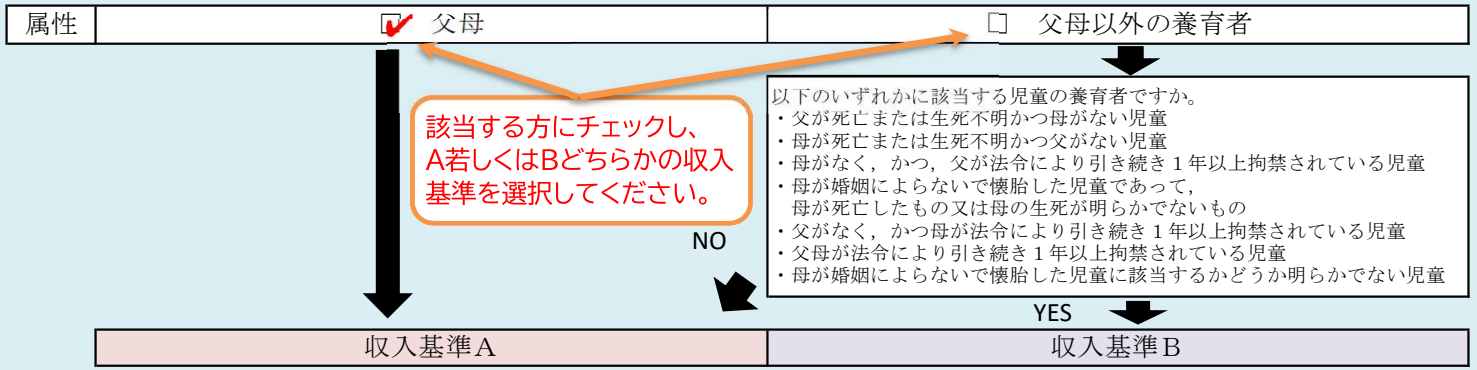 属性
☑ 父母
□ 父母以外の養育者
該当する方にチェックし、
A若しくはBどちらかの収入
基準を選択してください。
以下のいずれかに該当する児童の養育者ですか。
・父が死亡または生死不明かつ母がない児童
・母が死亡または生死不明かつ父がない児童
・母がなく，かつ，父が法令により引き続き１年以上拘禁されている児童
・母が婚姻によらないで懐胎した児童であって，
母が死亡したもの又は母の生死が明らかでないもの
・父がなく，かつ母が法令により引き続き１年以上拘禁されている児童
・父母が法令により引き続き１年以上拘禁されている児童
・母が婚姻によらないで懐胎した児童に該当するかどうか明らかでない児童
NO
YES
収入基準Ａ
収入基準Ｂ